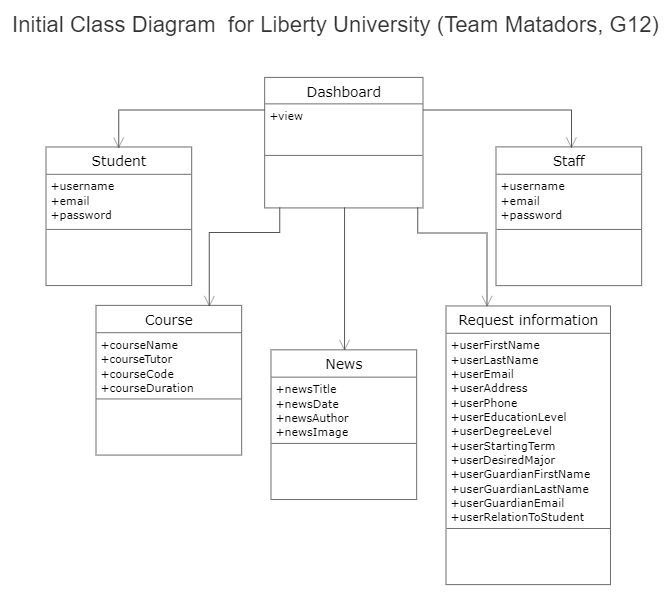 Initial Class Diagram for Liberty University (Team Matadors, G12)
Dashboard
+view
Student
+username
+email
+password
Staff
+username
+email
+password
Course
+courseName
+courseTutor
+courseCode
+courseDuration
News
+newsTitle
+newsDate
+newsAuthor
+newsImage
Request information
+userFirstName
+userLastName
+userEmail
+userAddress
+userPhone
+userEducationLevel
+userDegreeLevel
+userStartingTerm
+userDesiredMajor
+userGuardianFirstName
+userGuardianLastName
+userGuardianEmail
+userRelationToStudent